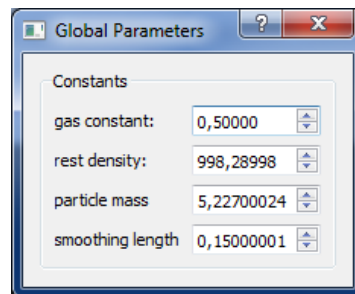 Global Parameters
Constants
gas constant: 0,50000
rest density: 998,28998
particle mass 5,22700024
smoothing length 0,15000001